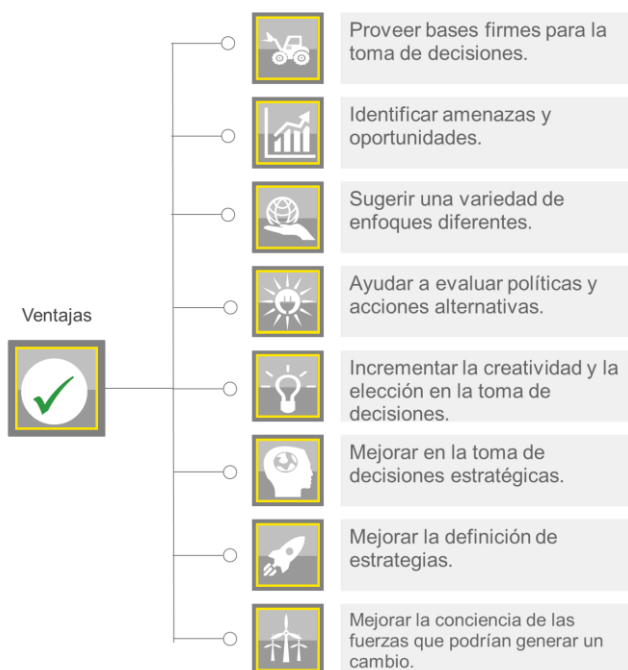 Proveer bases firmes para la
toma de decisiones.
Identificar amenazas y
oportunidades.
Sugerir una variedad de
enfoques diferentes.
Ayudar a evaluar políticas y
acciones alternativas.
Ventajas
Incrementar la creatividad y la
elección en la toma de
decisiones.
Mejorar en la toma de
decisiones estratégicas.
Mejorar la definición de
estrategias.
Mejorar la conciencia de las
fuerzas que podrían generar un
cambio.